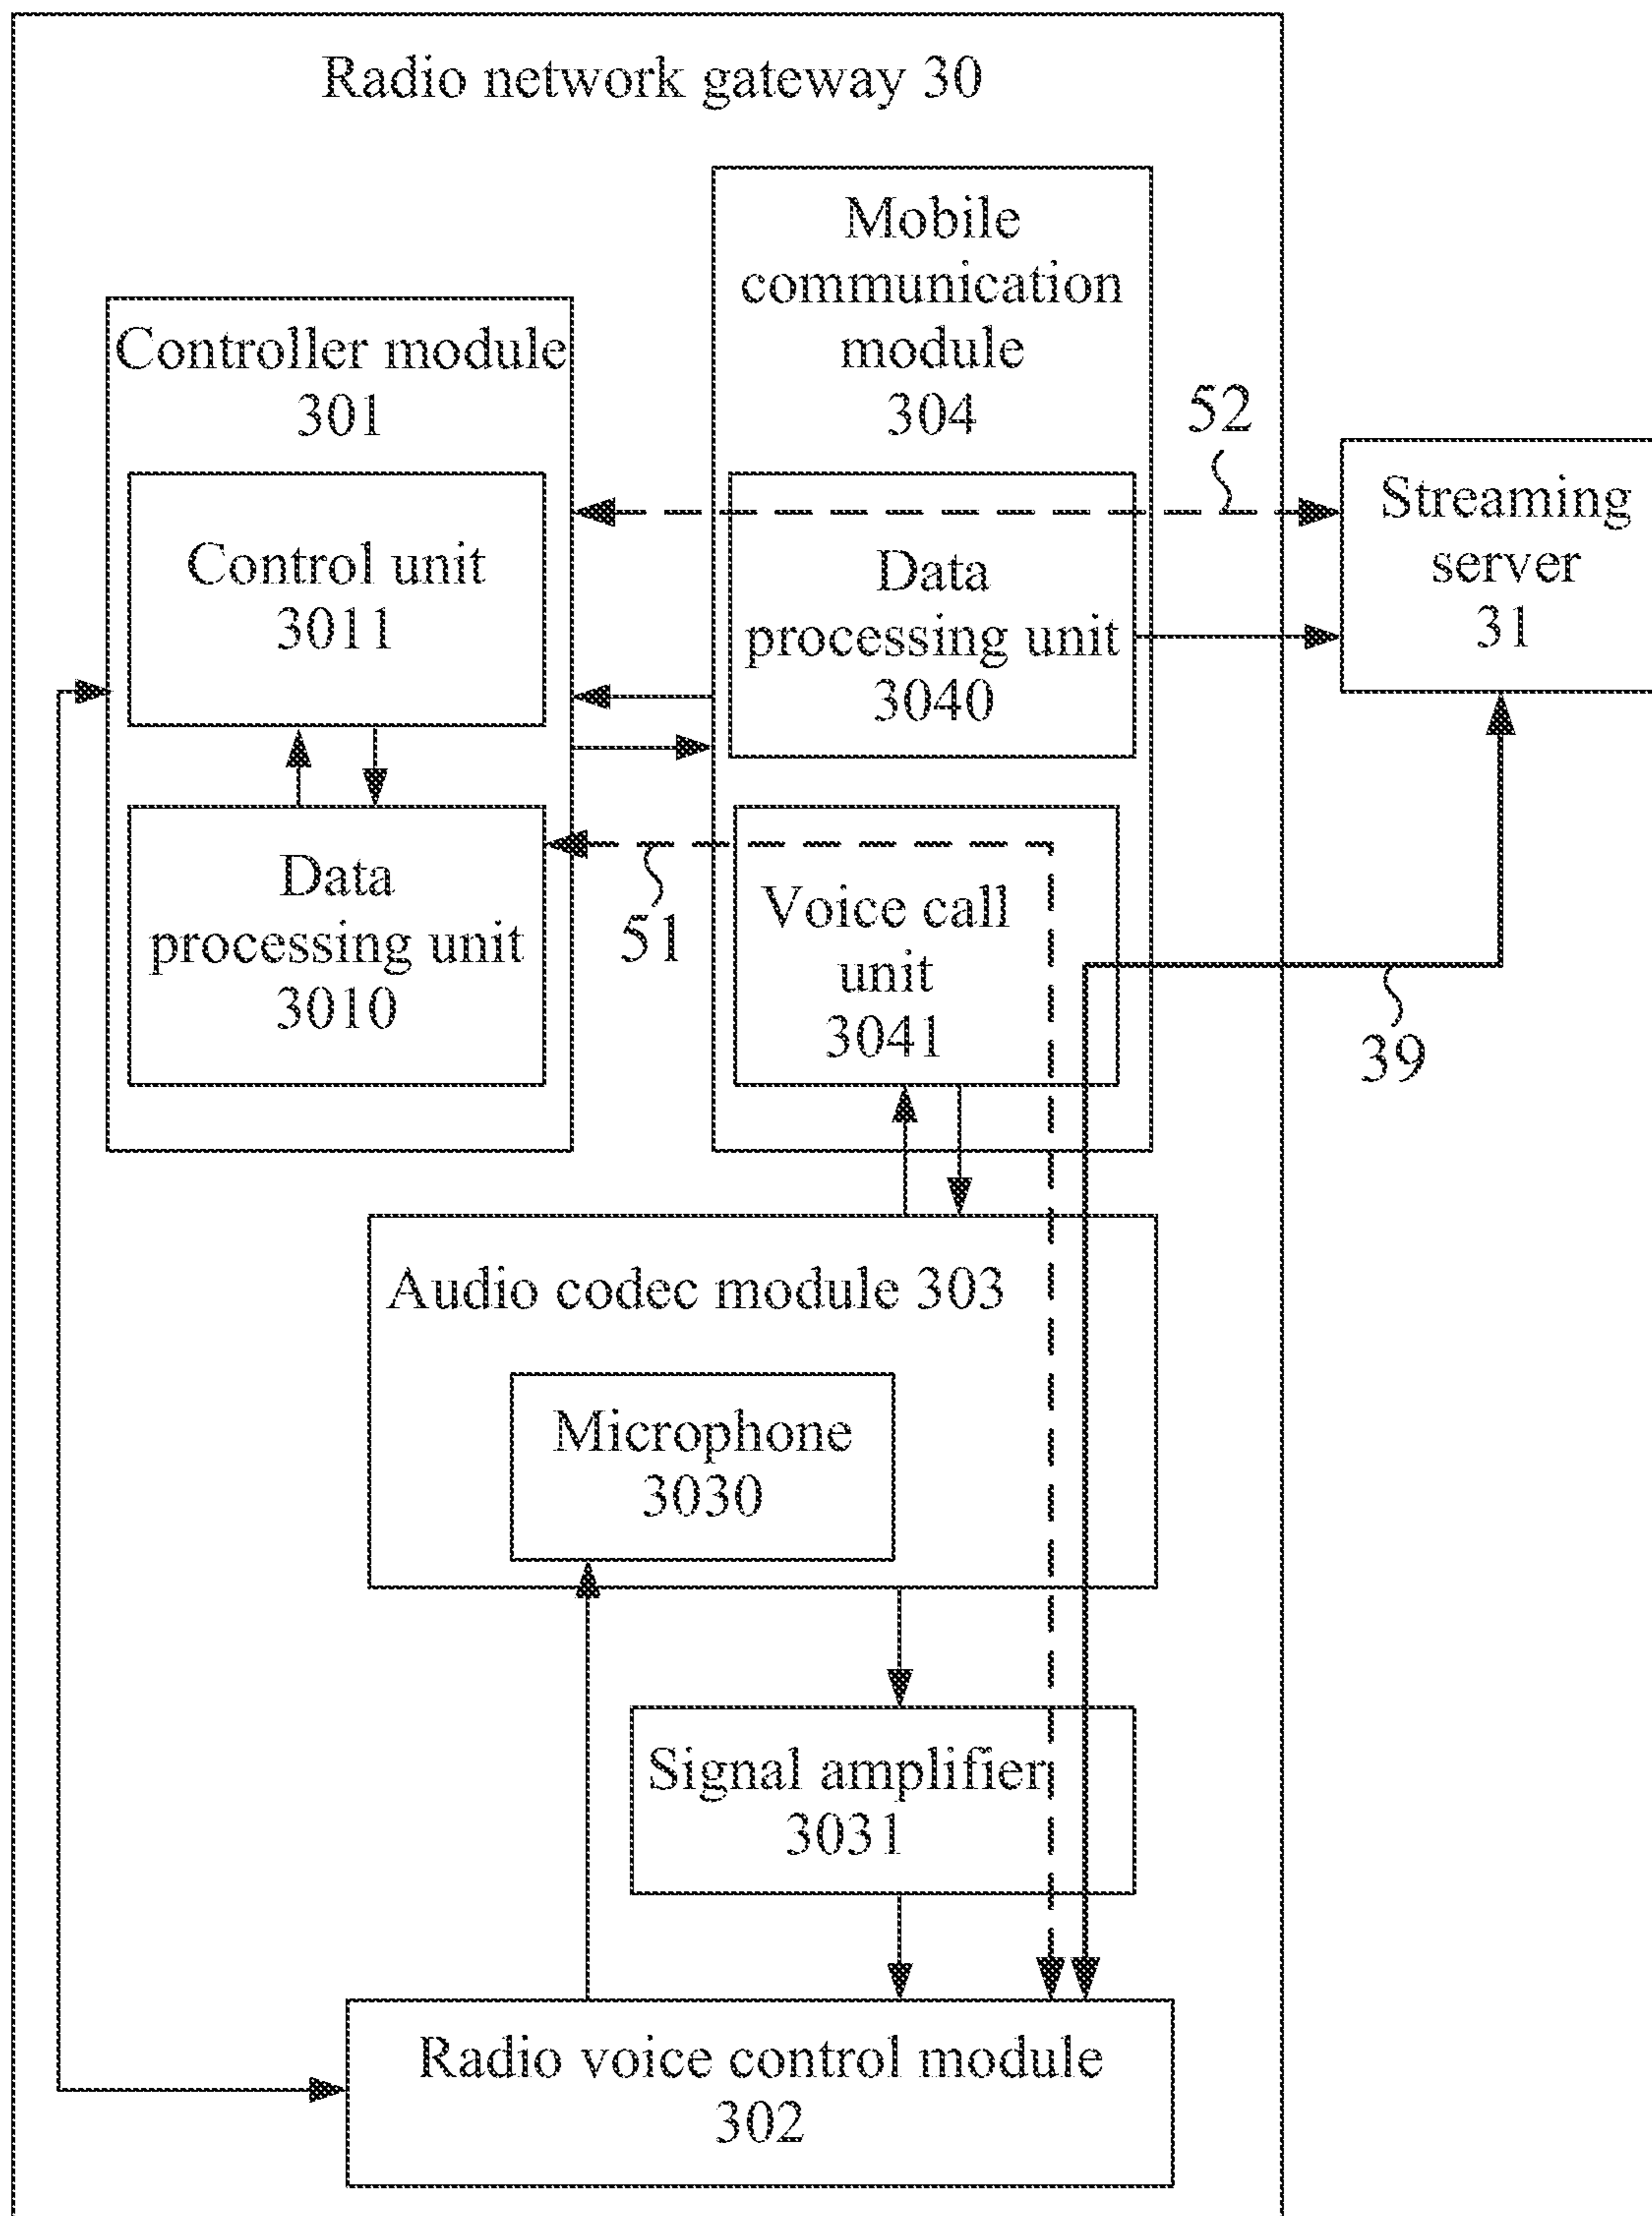 Radio network gateway 30
Controller module
301
Control unit
3011
Data
processing unit
3010
Mobile
communication
module
304
Data
processing unit
3040
Voice call
unit
3041
52
51
Streaming
server
31
39
Audio codec module 303
Microphone
3030
Signal amplifier
3031
Radio voice control module
302